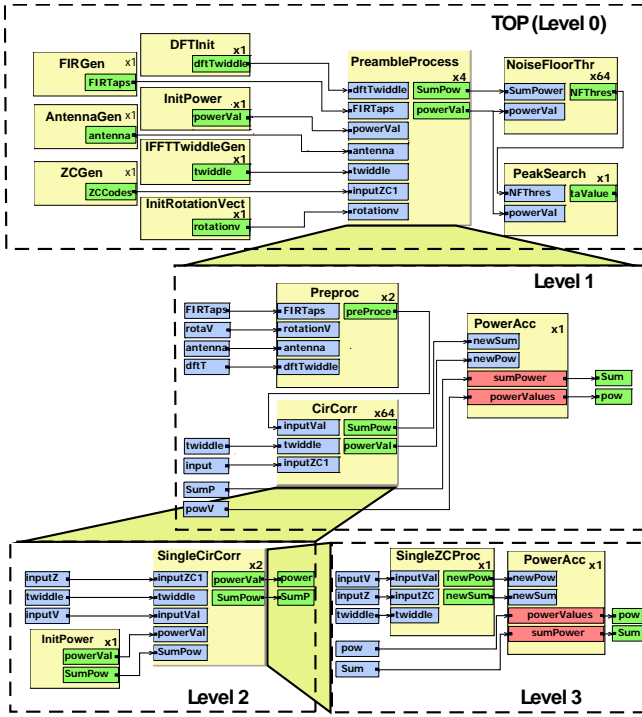 TOP (Level 0)
FIRGen x1
FIRTaps
DFTInit
x1
dftTwiddle
AntennaGen x1
antenna
InitPower
x1
powerVal
ZCGen x1
ZCCodes
IFFTTwiddleGen
x1
twiddle
InitRotationVect
x1
rotationv
PreambleProcess
x4
dftTwiddle SumPow
FIRTaps powerVal
powerVal
antenna
twiddle
inputZC1
rotationv
NoiseFloorThr
x64
SumPower NFThres
powerVal
PeakSearch
x1
NFThres taValue
powerVal
Level 1
Preproc
x2
FIRTaps FIRTaps preProce
rotaV rotationV
antenna antenna
dftT dftTwiddle
PowerAcc
x1
newSum
newPow
sumPower Sum
powerValues pow
CirCorr
x64
inputVal SumPow
twiddle twiddle powerVal
input inputZC1
SumP
powV
SingleCirCorr
x2
inputZ inputZC1 powerVal power
twiddle twiddle SumPow SumP
inputV inputVal
powerVal
SumPow
InitPower
x1
powerVal
SumPow
Level 2
SingleZCProc
x1
inputV inputVal newPow
inputZ inputZC newSum
twiddle twiddle
PowerAcc
x1
newPow
newSum
powerValues pow
sumPower Sum
pow
Sum
Level 3